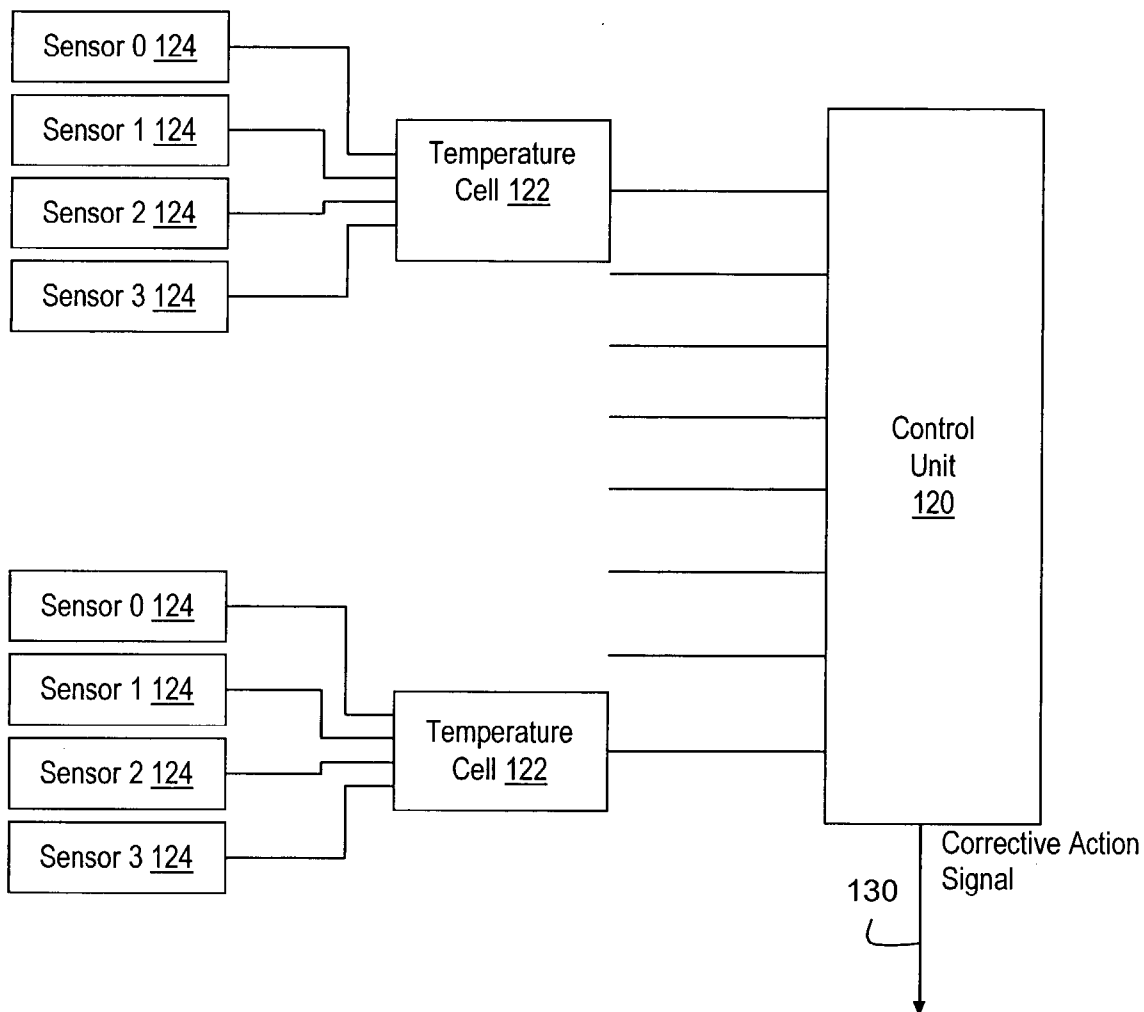 Sensor 0 124
Sensor 1 124
Sensor 2 124
Sensor 3 124
Temperature
Cell 122
Control
Unit
120
Sensor 0 124
Sensor 1 124
Sensor 2 124
Sensor 3 124
Temperature
Cell 122
Corrective Action
Signal
130